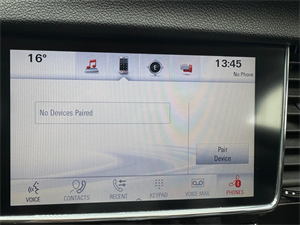 16°
13:45
No Phone
No Devices Paired
Pair
Device
VOICE
CONTACTS
RECENT
KEYPAD
VOICE MAIL
PHONES